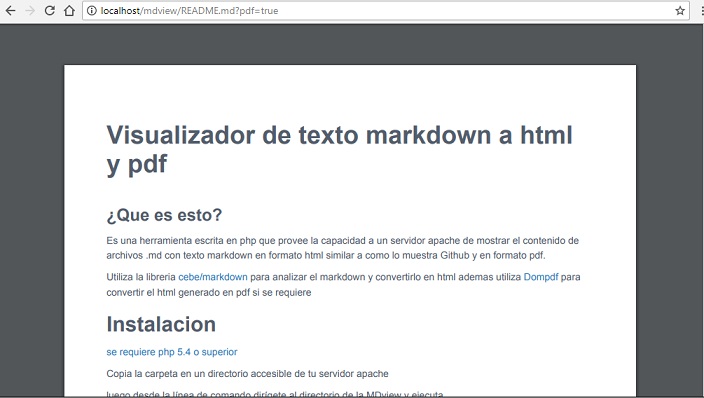 localhost/mdview/README.md?pdf=true
Visualizador de texto markdown a html
y pdf
¿Que es esto?
Es una herramienta escrita en php que provee la capacidad a un servidor apache de mostrar el contenido de
archivos .md con texto markdown en formato html similar a como lo muestra Github y en formato pdf.
Utiliza la libreria cebe/markdown para analizar el markdown y convertirlo en html ademas utiliza Dompdf para
convertir el html generado en pdf si se requiere
Instalacion
se requiere php 5.4 o superior
Copia la carpeta en un directorio accesible de tu servidor apache
luego desde la línea de comando dirígete al directorio de la MDview y ejecuta